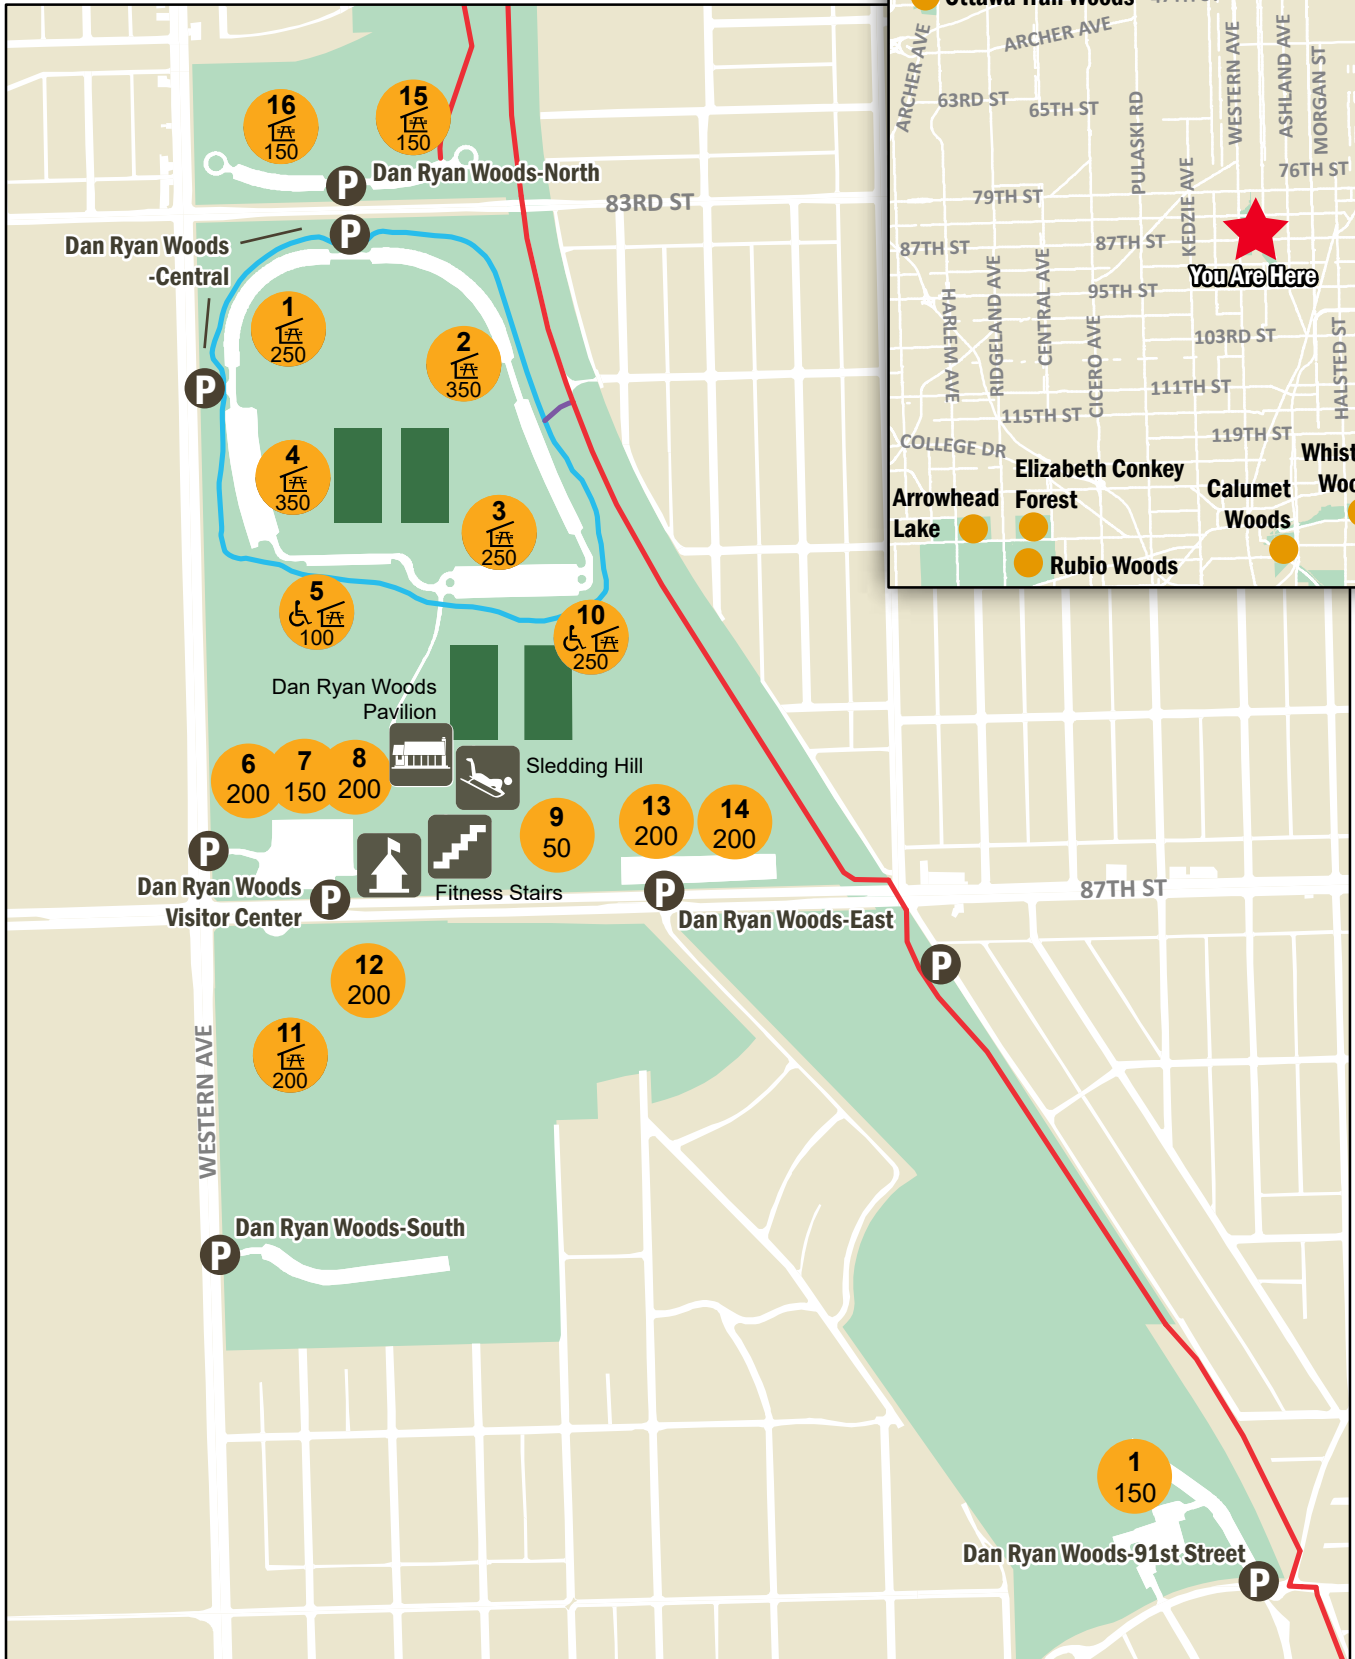 16
150
15
150
P
Dan Ryan Woods-North
83RD ST
P
Dan Ryan Woods
-Central
1
250
2
350
P
4
350
3
250
5
100
10
250
Dan Ryan Woods
Pavilion
6
200
7
150
8
200
Sledding Hill
9
50
13
200
14
200
P
Dan Ryan Woods
Visitor Center
P
Fitness Stairs
P
Dan Ryan Woods-East
87TH ST
P
12
200
11
200
WESTERN AVE
Dan Ryan Woods-South
P
1
150
Dan Ryan Woods-91st Street
P
Ottawa Trail Woods
47TH ST
ARCHER AVE
ARCHER AVE
63RD ST
65TH ST
PULASKI RD
WESTERN AVE
ASHLAND AVE
MORGAN ST
76TH ST
79TH ST
KEDZIE AVE
87TH ST
87TH ST
You Are Here
95TH ST
HARLEM AVE
RIDGELAND AVE
CENTRAL AVE
CICERO AVE
103RD ST
111TH ST
HALSTED ST
115TH ST
119TH ST
COLLEGE DR
Arrowhead
Lake
Elizabeth Conkey
Forest
Calumet
Woods
Whist
Woo
Rubio Woods